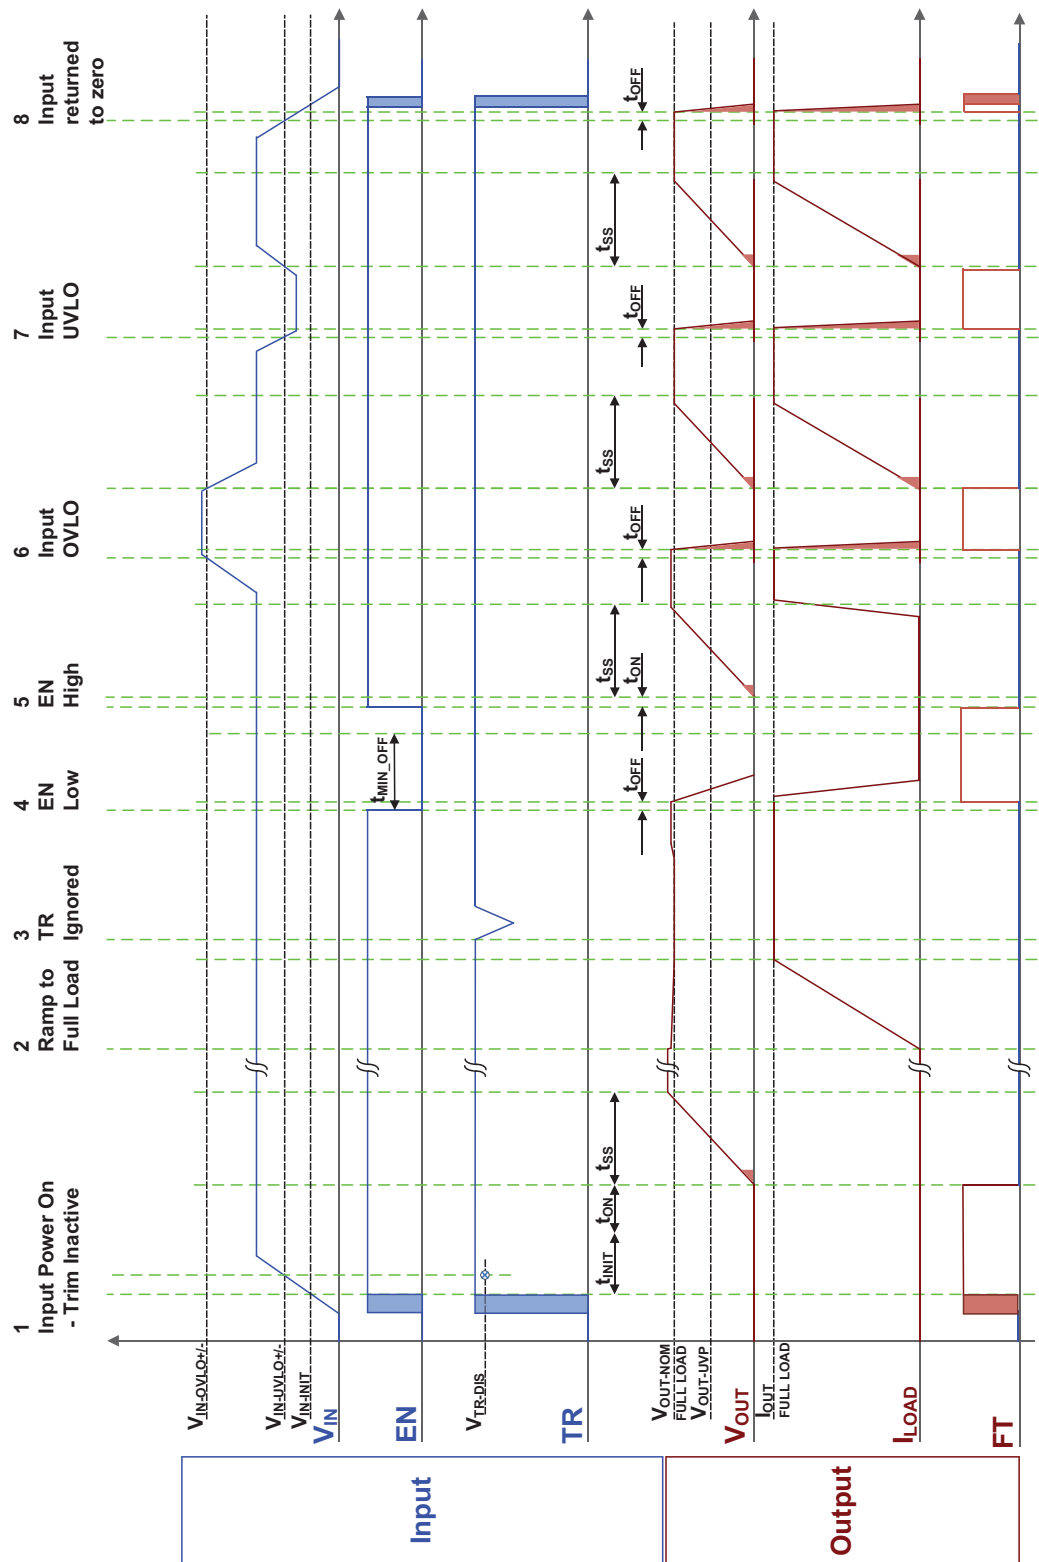 1
Input Power On
- Trim Inactive
2
Ramp to
Full Load
3
TR
Ignored
4
EN
Low
5
EN
High
6
Input
OVLO
7
Input
UVLO
8
Input
returned
to zero
Input
VIN-OVLO+/-
VIN-UVLO+/-
VIN-INIT
VIN
EN
tMIN_OFF
VTR-DIS
TR
tINIT
tON
tSS
tSS
tSS
tSS
tOFF
tON
tOFF
tOFF
tOFF
Output
VOUT-NOM
FULL LOAD
VOUT-UVP
VOUT
IOUT
FULL LOAD
ILOAD
FT